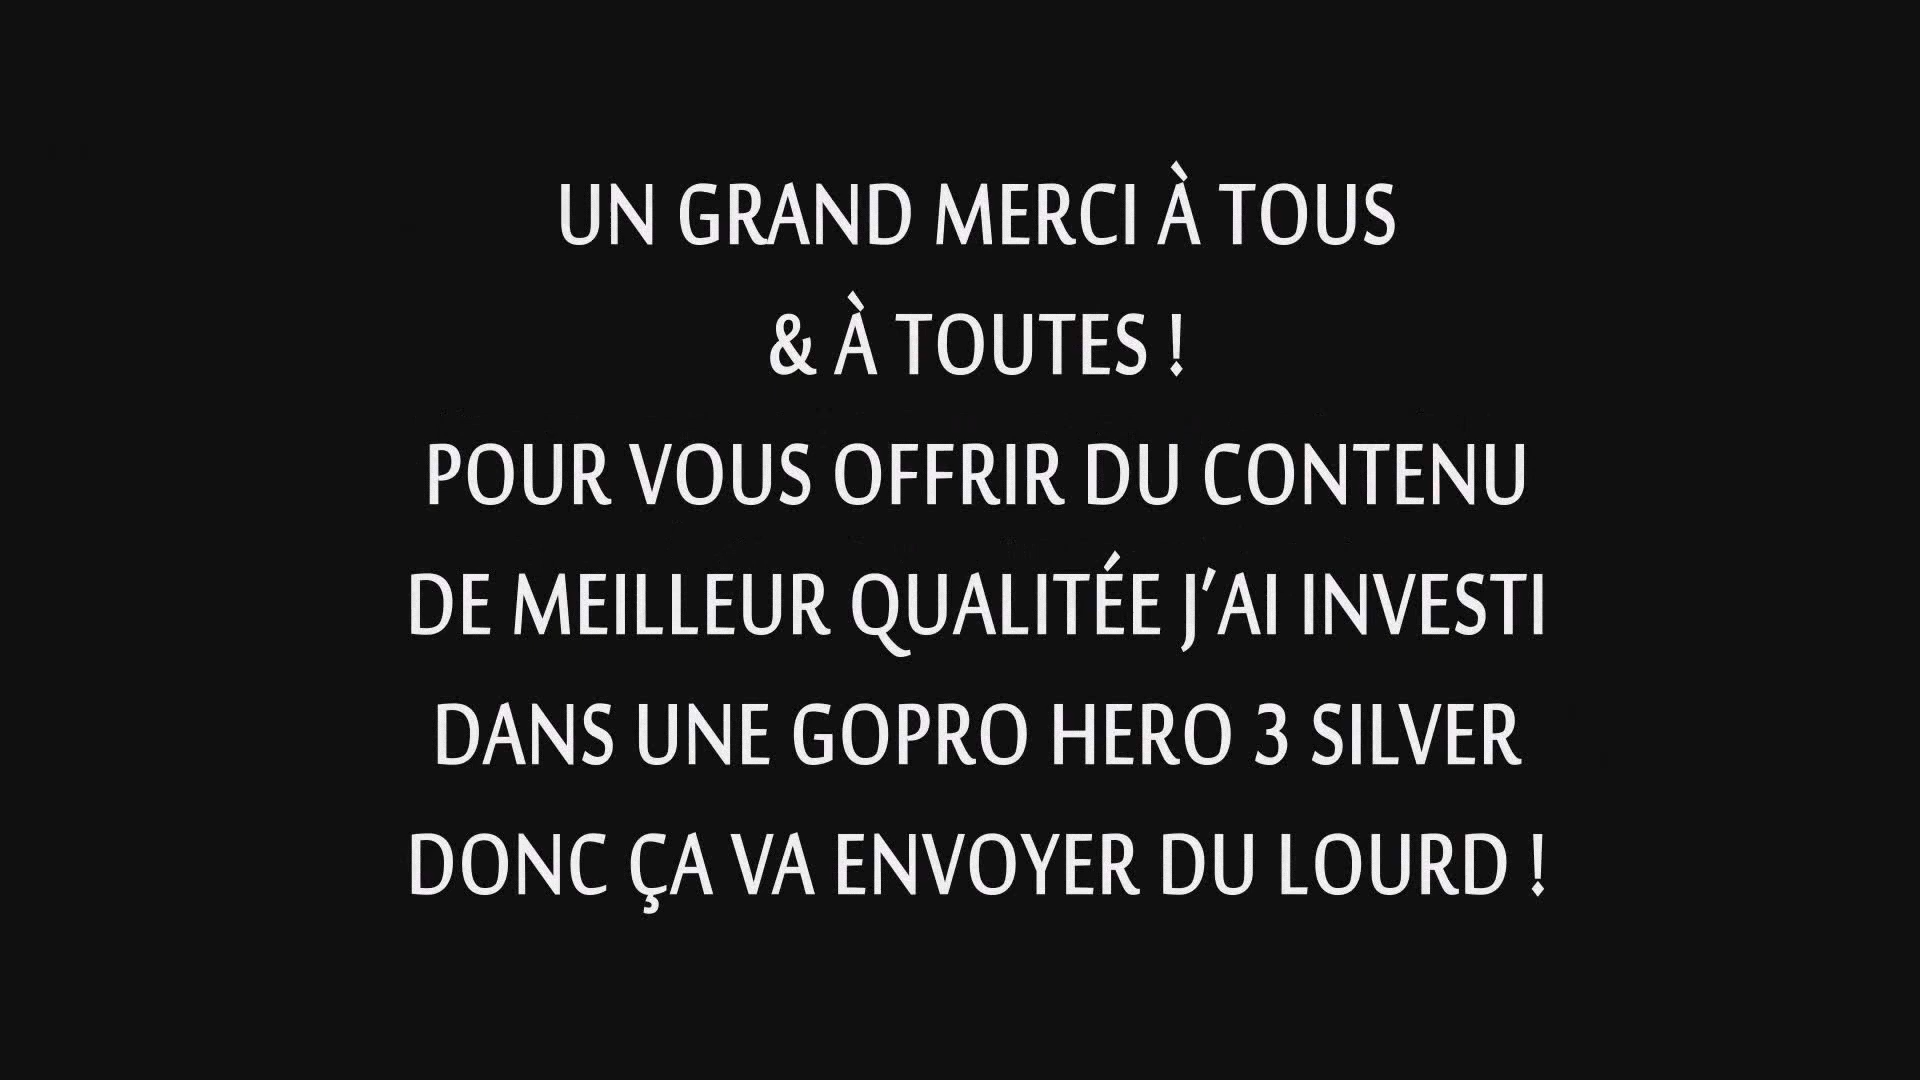 UN GRAND MERCI À TOUS
& À TOUTES !
POUR VOUS OFFRIR DU CONTENU
DE MEILLEUR QUALITÉE J’AI INVESTI
DANS UNE GOPRO HERO 3 SILVER
DONC ÇA VA ENVOYER DU LOURD !